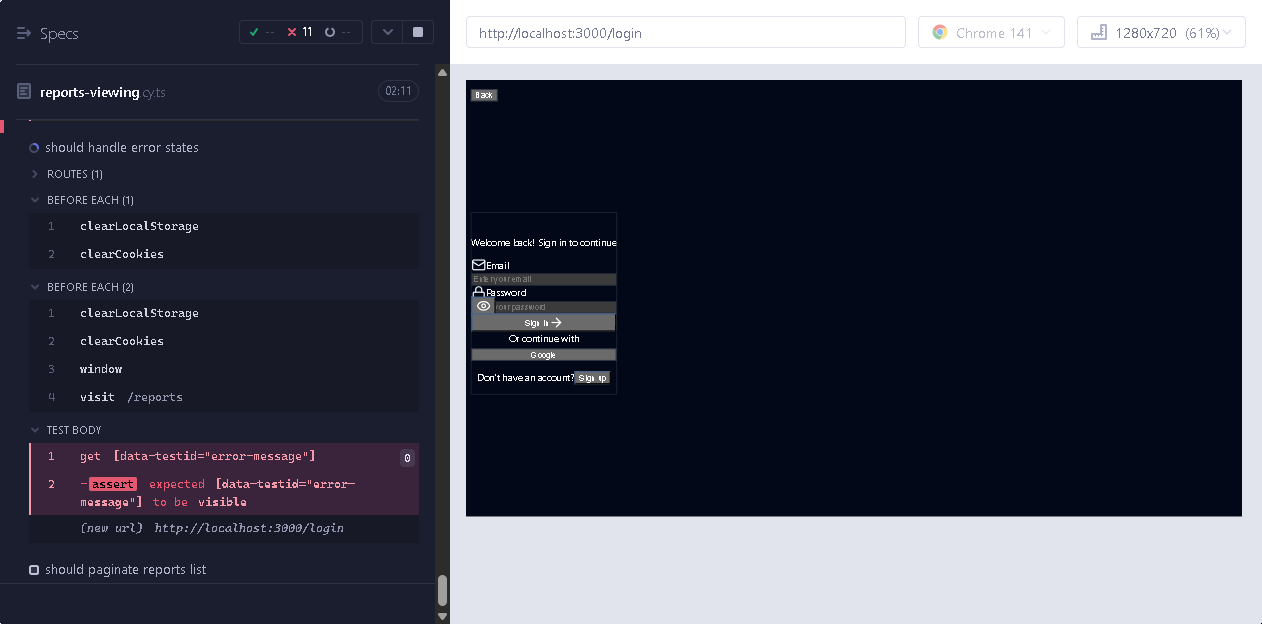 Specs
-- 11 --
reports-viewing.cy.ts 02:11
should handle error states
ROUTES (1)
BEFORE EACH (1)
1 clearLocalStorage
2 clearCookies
BEFORE EACH (2)
1 clearLocalStorage
2 clearCookies
3 window
4 visit /reports
TEST BODY
1 get [data-testid="error-message"] 0
2 -assert expected [data-testid="error-
message"] to be visible
(new url) http://localhost:3000/login
should paginate reports list
http://localhost:3000/login Chrome 141 1280x720 (61%)
Back
Welcome back! Sign in to continue
Email
Enter your email
Password
your password
Sign In
Or continue with
Google
Don't have an account? Sign up